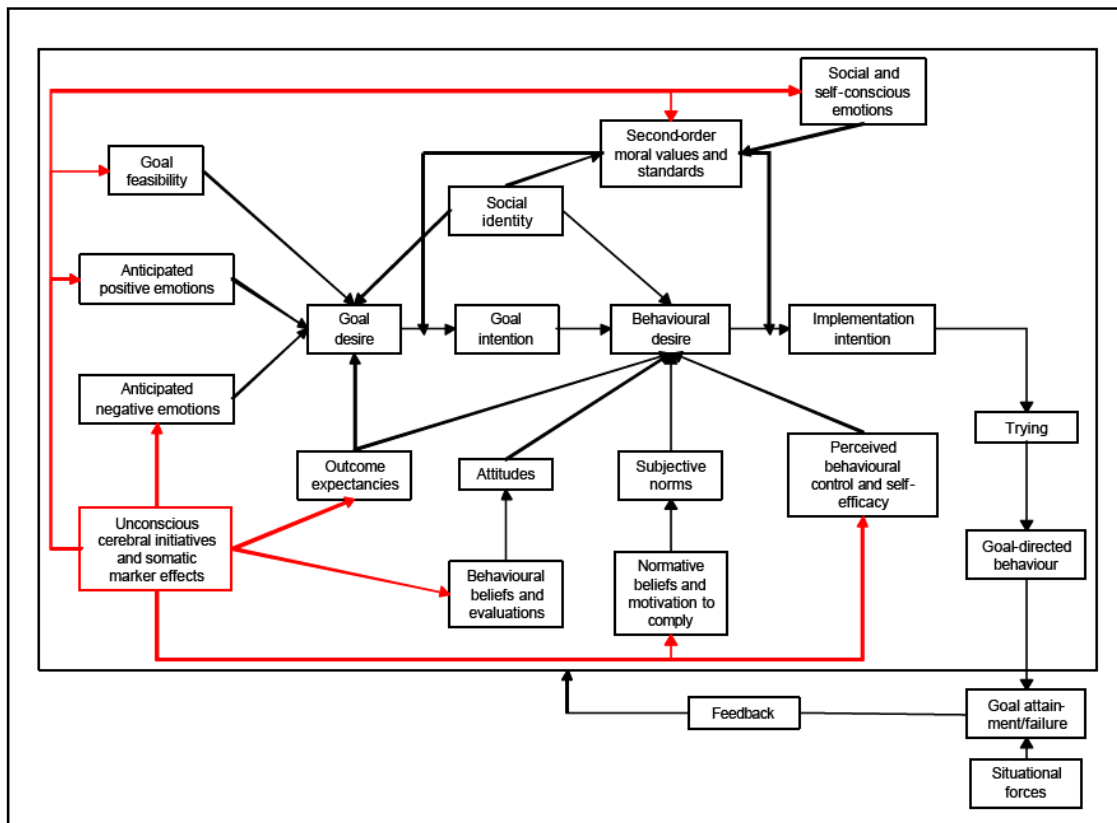 Social and
self-conscious
emotions
Second-order
moral values and
standards
Goal
feasibility
Social
identity
Anticipated
positive emotions
Goal
desire
Goal
intention
Behavioural
desire
Implementation
intention
Anticipated
negative emotions
Trying
Outcome
expectancies
Attitudes
Subjective
norms
Perceived
behavioural
control and self-
efficacy
Unconscious
cerebral initiatives
and somatic
marker effects
Goal-directed
behaviour
Behavioural
beliefs and
evaluations
Normative
beliefs and
motivation to
comply
Feedback
Goal attain-
ment/failure
Situational
forces